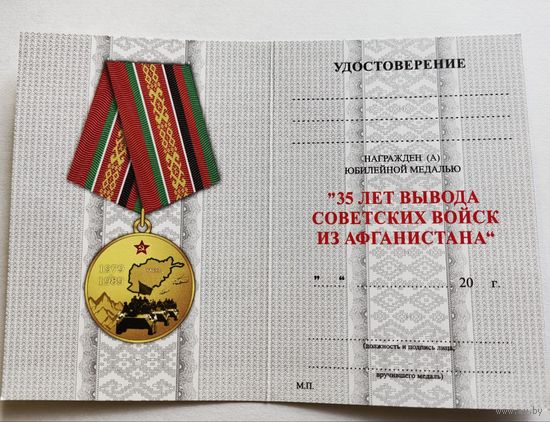 1979
1989
УДОСТОВЕРЕНИЕ
НАГРАЖДЕН (А)
ЮБИЛЕЙНОЙ МЕДАЛЬЮ
"35 ЛЕТ ВЫВОДА
СОВЕТСКИХ ВОЙСК
ИЗ АФГАНИСТАНА“
"....“ ........................ 20 г.
(должность и подпись лица,
вручившего медаль)
М.П.